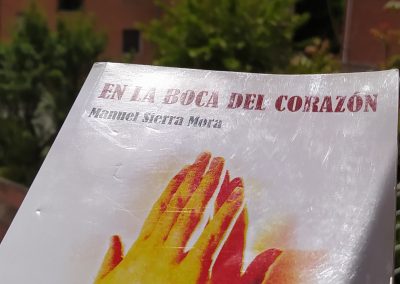 EN LA BOCA DEL CORAZÓN
Manuel Sierra Mora